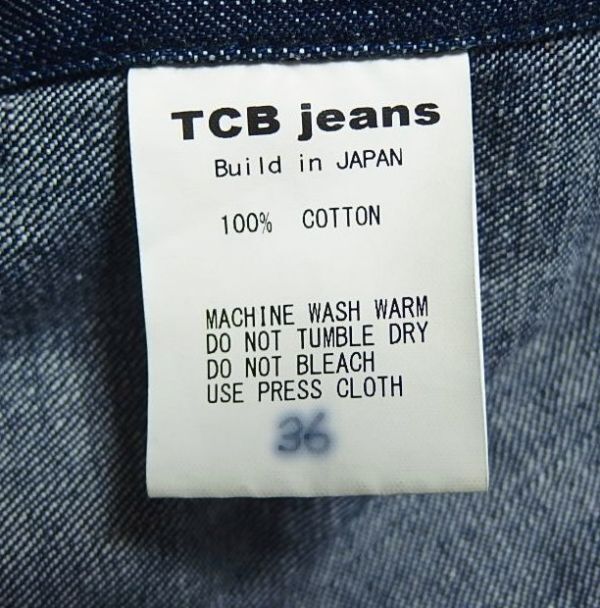 TCB jeans
Build in JAPAN
100% COTTON
MACHINE WASH WARM
DO NOT TUMBLE DRY
DO NOT BLEACH
USE PRESS CLOTH
36